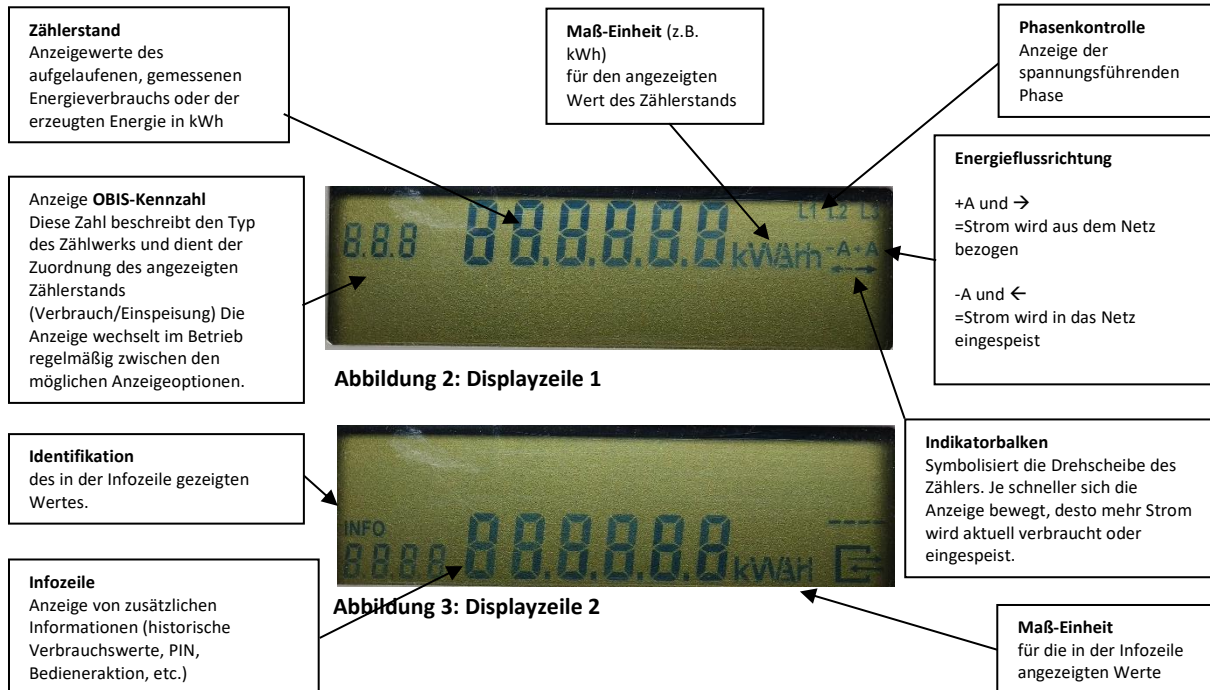 Zählerstand
Anzeigewerte des
aufgelaufenen, gemessenen
Energieverbrauchs oder der
erzeugten Energie in kWh
Maß-Einheit (z.B.
kWh)
für den angezeigten
Wert des Zählerstands
Phasenkontrolle
Anzeige der
spannungsführenden
Phase
Energieflussrichtung
+A und →
=Strom wird aus dem Netz
bezogen
-A und ←
=Strom wird in das Netz
eingespeist
Anzeige OBIS-Kennzahl
Diese Zahl beschreibt den Typ
des Zählwerks und dient der
Zuordnung des angezeigten
Zählerstands
(Verbrauch/Einspeisung) Die
Anzeige wechselt im Betrieb
regelmäßig zwischen den
möglichen Anzeigeoptionen.
L1 L2 L3
8.8.8 88.8.8.8.8 kWArh -A+A
Abbildung 2: Displayzeile 1
Identifikation
des in der Infozeile gezeigten
Wertes.
Indikatorbalken
Symbolisiert die Drehscheibe des
Zählers. Je schneller sich die
Anzeige bewegt, desto mehr Strom
wird aktuell verbraucht oder
eingespeist.
INFO
8888 88.8.8.8.8 kWAH
Abbildung 3: Displayzeile 2
Infozeile
Anzeige von zusätzlichen
Informationen (historische
Verbrauchswerte, PIN,
Bedieneraktion, etc.)
Maß-Einheit
für die in der Infozeile
angezeigten Werte